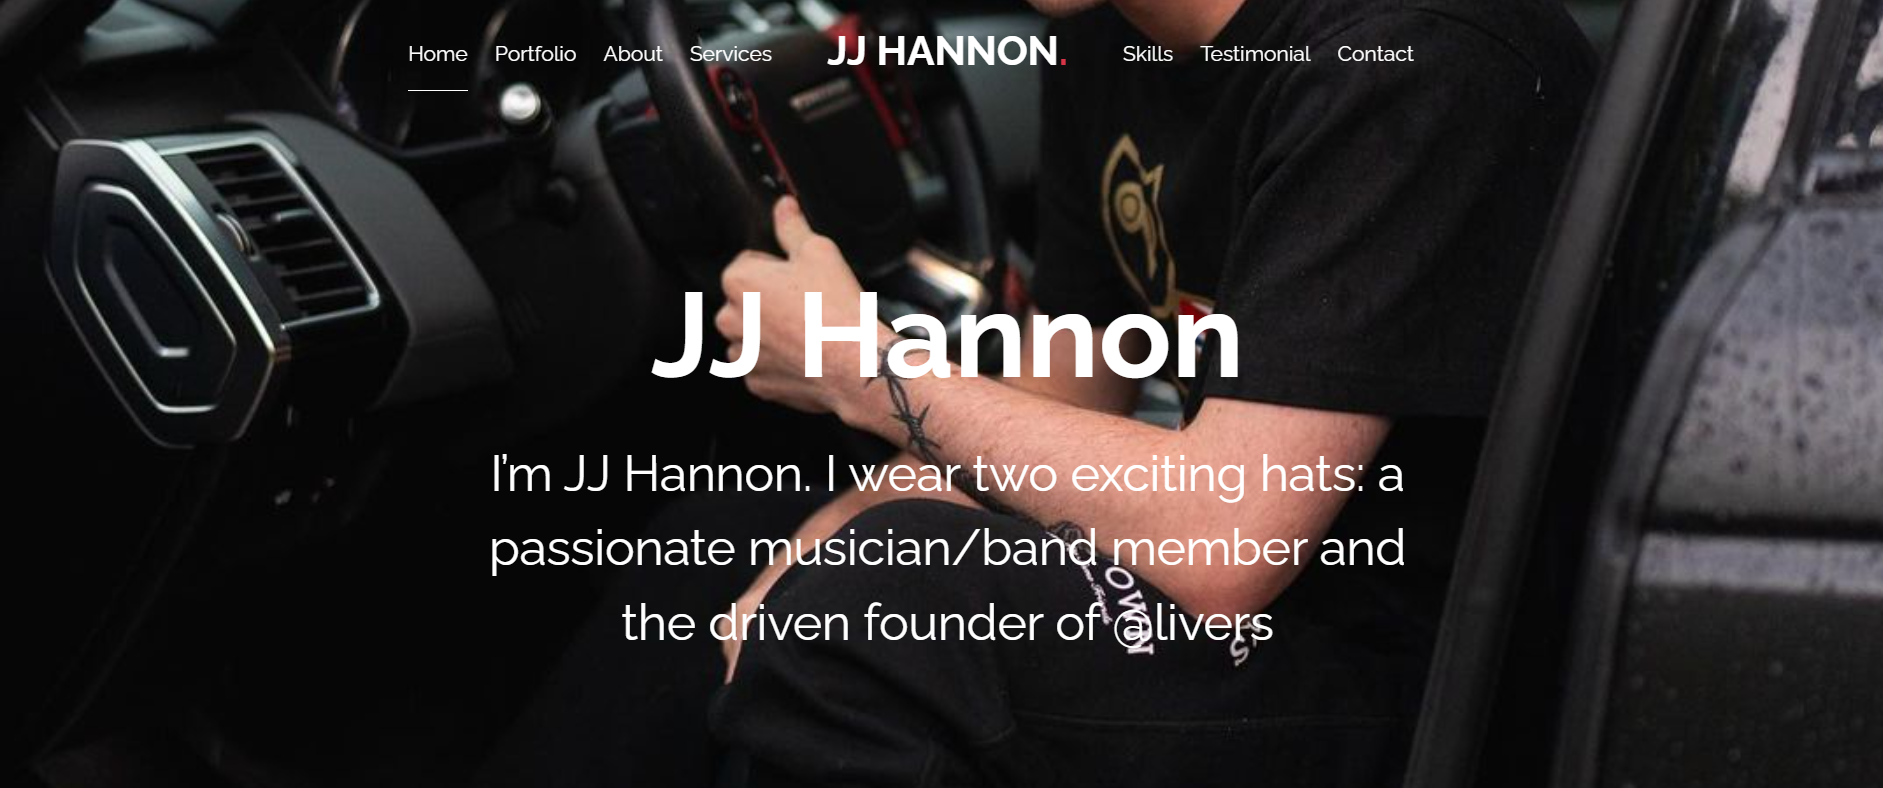 Home Portfolio About Services JJ HANNON. Skills Testimonial Contact
JJ Hannon
I'm JJ Hannon. I wear two exciting hats: a
passionate musician/band member and
the driven founder of @livers
OWN